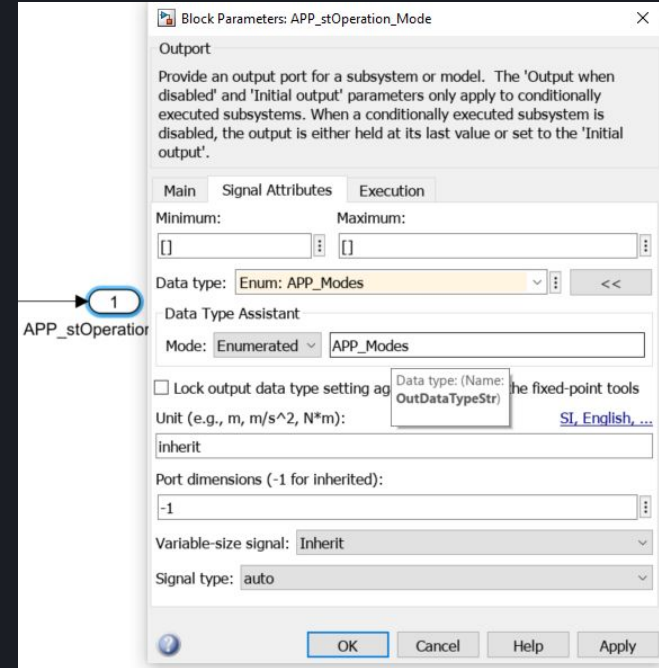 Block Parameters: APP_stOperation_Mode
Outport
Provide an output port for a subsystem or model. The 'Output when
disabled' and 'Initial output' parameters only apply to conditionally
executed subsystems. When a conditionally executed subsystem is
disabled, the output is either held at its last value or set to the 'Initial
output'.
Main Signal Attributes Execution
Minimum: Maximum:
[] []
Data type: Enum: APP_Modes <<
Data Type Assistant
Mode: Enumerated APP_Modes
1
APP_stOperation
Data type: (Name:
OutDataTypeStr)
Lock output data type setting ag he fixed-point tools
Unit (e.g., m, m/s^2, N*m): SI, English, ...
inherit
Port dimensions (-1 for inherited):
-1
Variable-size signal: Inherit
Signal type: auto
OK Cancel Help Apply